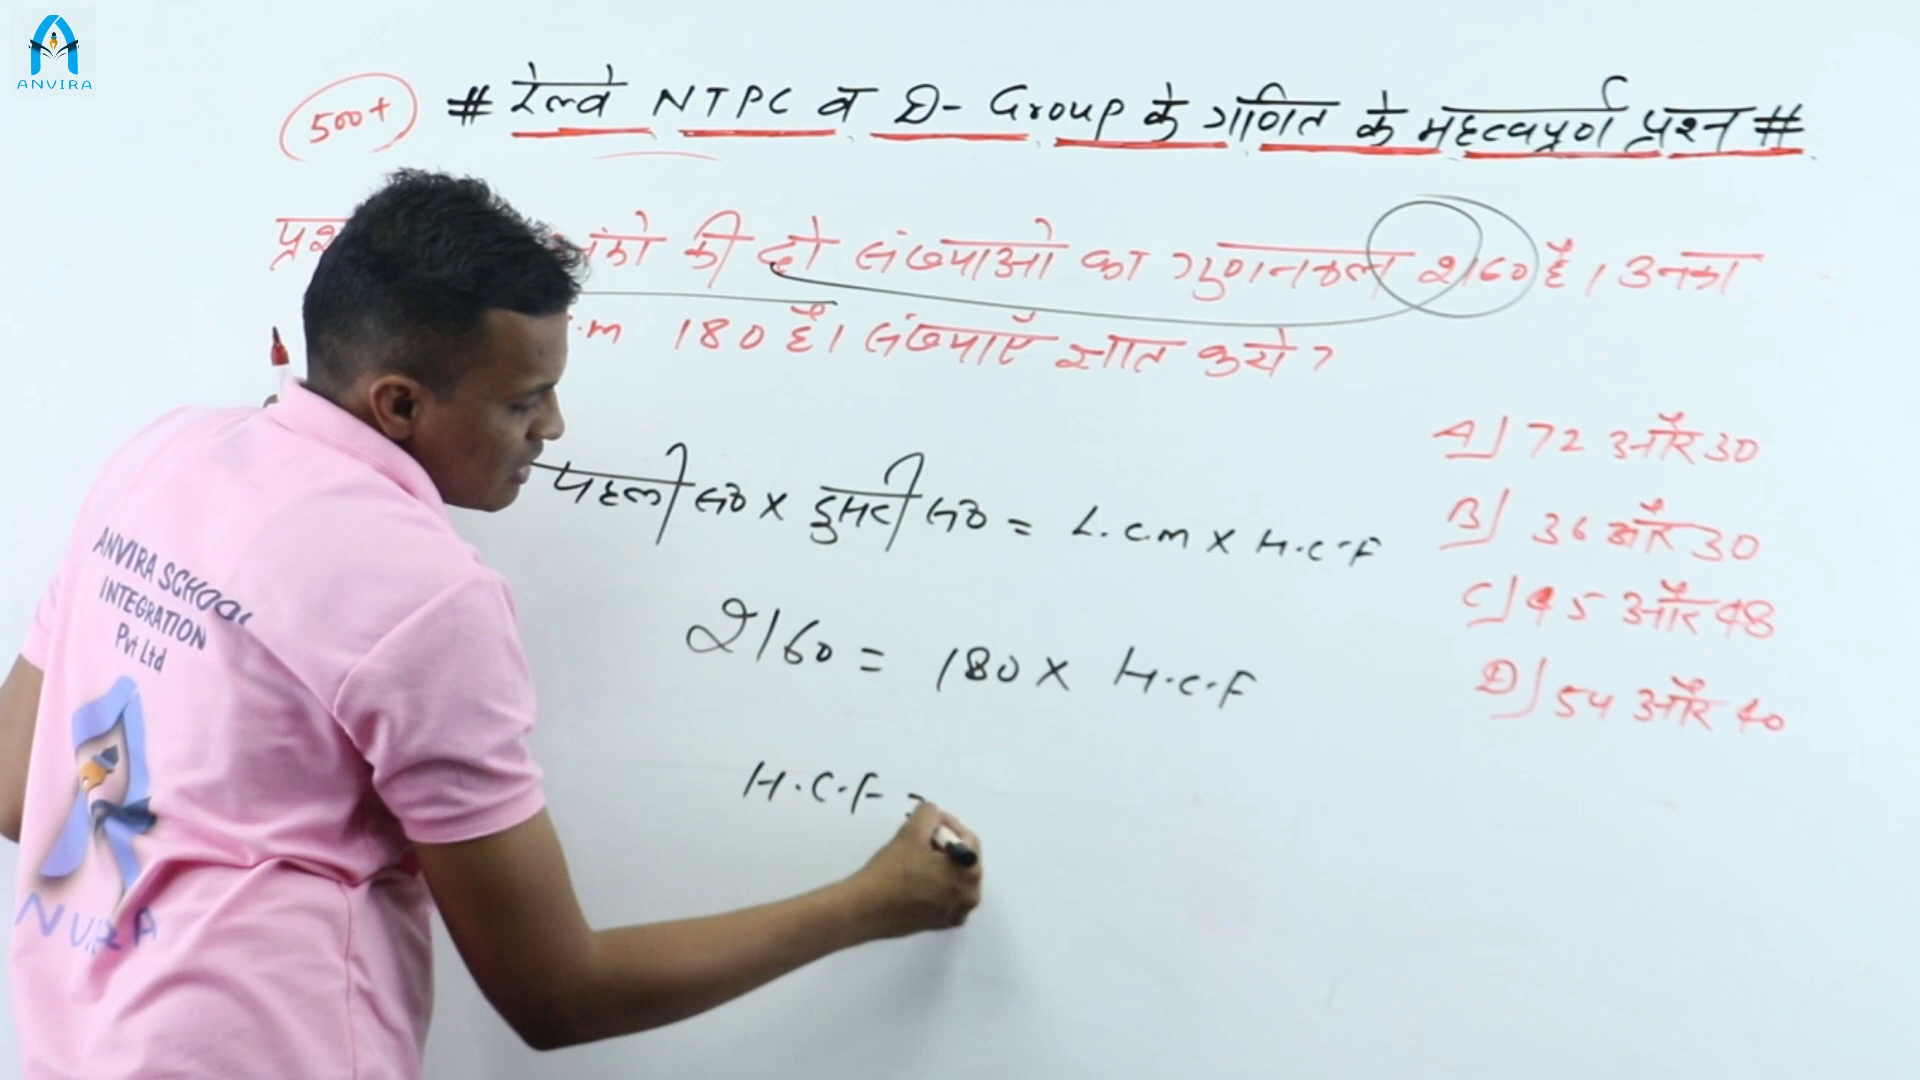 ANVIRA
500+ # रेल्वे NTPC व D- Group के गणित के महत्वपूर्ण प्रश्न #
की दो संख्याओ का गुणनफल 2160 है। उनका
.m 180 है। संख्याएँ ज्ञात करो?
पहली सं० x दुसरी सं० = L.C.M x H.C.F
2160 = 180 x H.C.F
H.C.F =
A) 72 और 30
B) 36 और 30
C) 45 और 48
D) 54 और 40
ANVIRA SCHOOL
INTEGRATION
Pvt Ltd